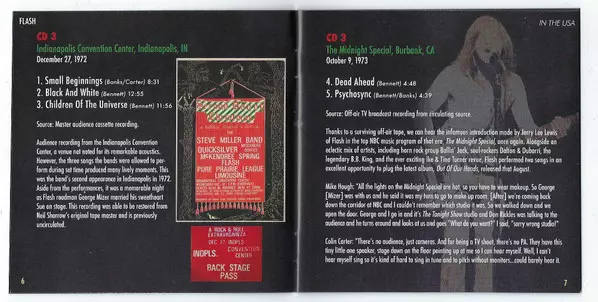 FLASH
CD 3
Indianapolis Convention Center, Indianapolis, IN
December 27, 1972
1. Small Beginnings (Banks/Carter) 8:31
2. Black And White (Bennett) 12:55
3. Children Of The Universe (Bennett) 11:56
Source: Master audience cassette recording.
Audience recording from the Indianapolis Convention
Center, a venue not noted for its remarkable acoustics.
However, the three songs the bands were allowed to per-
form during set time produced many lively moments. This
was the band's second appearance in Indianapolis in 1972.
Aside from the performances, it was a memorable night
as Flash roadman George Mizer married his sweetheart
Sue on stage. This recording was able to be restored from
Neil Sharrow's original tape master and is previously
uncirculated.
STEVE MILLER BAND
QUICKSILVER MESSENGER SERVICE
McKENDREE SPRING
FLASH
PURE PRAIRIE LEAGUE
LIMOUSINE
A ROCK & ROLL
EXTRAVAGANZA
DEC 27 INDPLS
CONVENTION
INDPLS. CENTER
BACK STAGE
PASS
6
IN THE USA
CD 3
The Midnight Special, Burbank, CA
October 9, 1973
4. Dead Ahead (Bennett) 4:48
5. Psychosync (Bennett/Banks) 4:39
Source: Off-air TV broadcast recording from circulating source.
Thanks to a surviving off-air tape, we can hear the infamous introduction made by Jerry Lee Lewis
of Flash in the top NBC music program of that era, The Midnight Special, once again. Alongside an
eclectic mix of artists, including hero rock group Ballin' Jack, soul-rockers Dalton & Dubarri, the
legendary B.B. King, and the ever exciting Ike & Tina Turner revue, Flash performed two songs in an
excellent opportunity to plug the latest album, Out Of Our Hands, released that August.
Mike Hough: "All the lights on the Midnight Special are hot, so you have to wear makeup. So George
[Mizer] was with us and he said it was my turn to go to make up room. [After] we're coming back
down the corridor at NBC and I couldn't remember which studio it was. So we walked down and we
open the door. George and I go in and it's The Tonight Show studio and Don Rickles was talking to the
audience and he turns around and looks at us and goes "What do you want?" I said, "sorry wrong studio!"
Colin Carter: "There's no audience, just cameras. And for being a TV shoot, there's no PA. They have this
tiny little one speaker, stage down on the floor pointing up at me so I can hear myself. Well, I can't
hear myself sing so it's kind of hard to sing in tune and to pitch without monitors...could barely hear it.
7